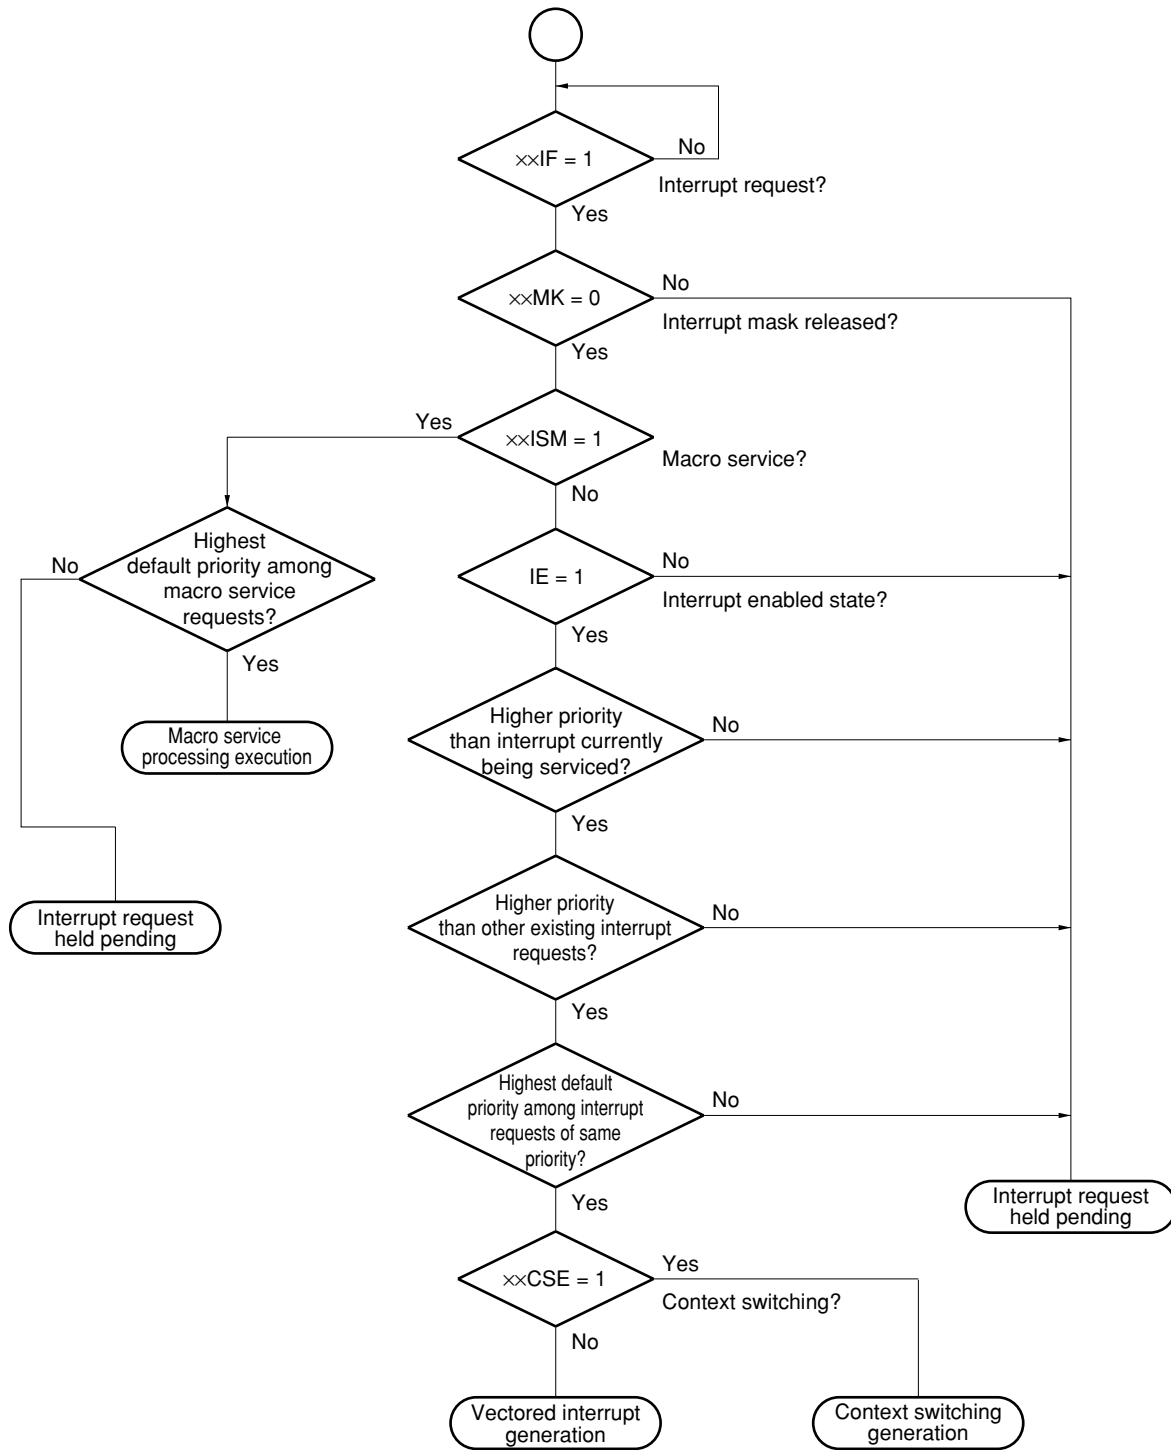 ××IF = 1
No
Interrupt request?
Yes
××MK = 0
No
Interrupt mask released?
Yes
Yes
××ISM = 1
Macro service?
No
Highest
default priority among
macro service
requests?
No
Yes
IE = 1
No
Interrupt enabled state?
Yes
Macro service
processing execution
Higher priority
than interrupt currently
being serviced?
No
Yes
Interrupt request
held pending
Higher priority
than other existing interrupt
requests?
No
Yes
Highest default
priority among interrupt
requests of same
priority?
No
Yes
Interrupt request
held pending
××CSE = 1
Yes
Context switching?
No
Vectored interrupt
generation
Context switching
generation